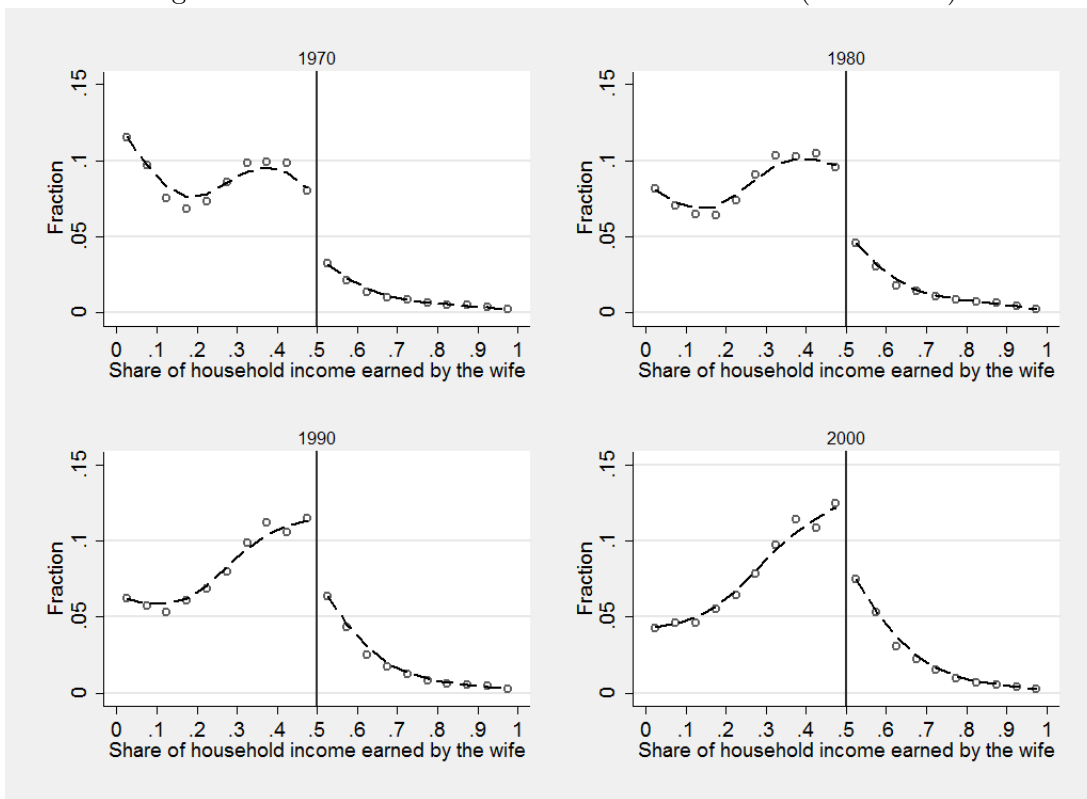 1970
.15
.1
.05
0
Fraction
0 .1 .2 .3 .4 .5 .6 .7 .8 .9 1
Share of household income earned by the wife
1980
.15
.1
.05
0
Fraction
0 .1 .2 .3 .4 .5 .6 .7 .8 .9 1
Share of household income earned by the wife
1990
.15
.1
.05
0
Fraction
0 .1 .2 .3 .4 .5 .6 .7 .8 .9 1
Share of household income earned by the wife
2000
.15
.1
.05
0
Fraction
0 .1 .2 .3 .4 .5 .6 .7 .8 .9 1
Share of household income earned by the wife